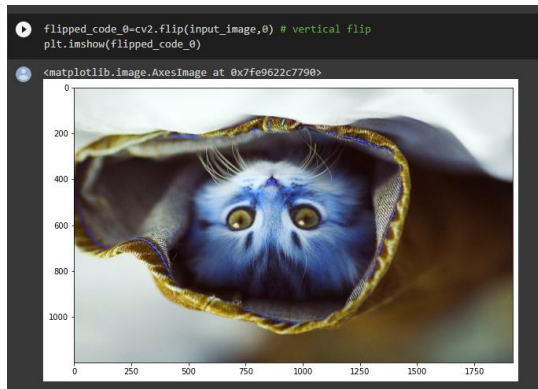 flipped_code_0=cv2.flip(input_image,0) # vertical flip
plt.imshow(flipped_code_0)
<matplotlib.image.AxesImage at 0x7fe9622c7790>
0
200
400
600
800
1000
0 250 500 750 1000 1250 1500 1750